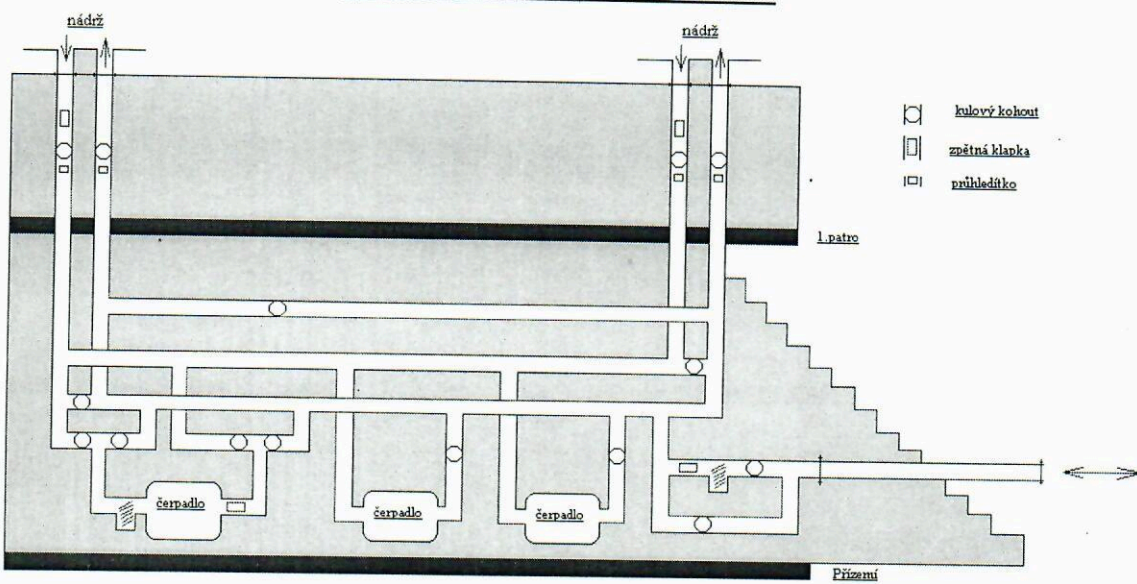 nádrž
nádrž
kulový kohout
zpětná klapka
průhledítko
1.patro
čerpadlo
čerpadlo
čerpadlo
Přízemí